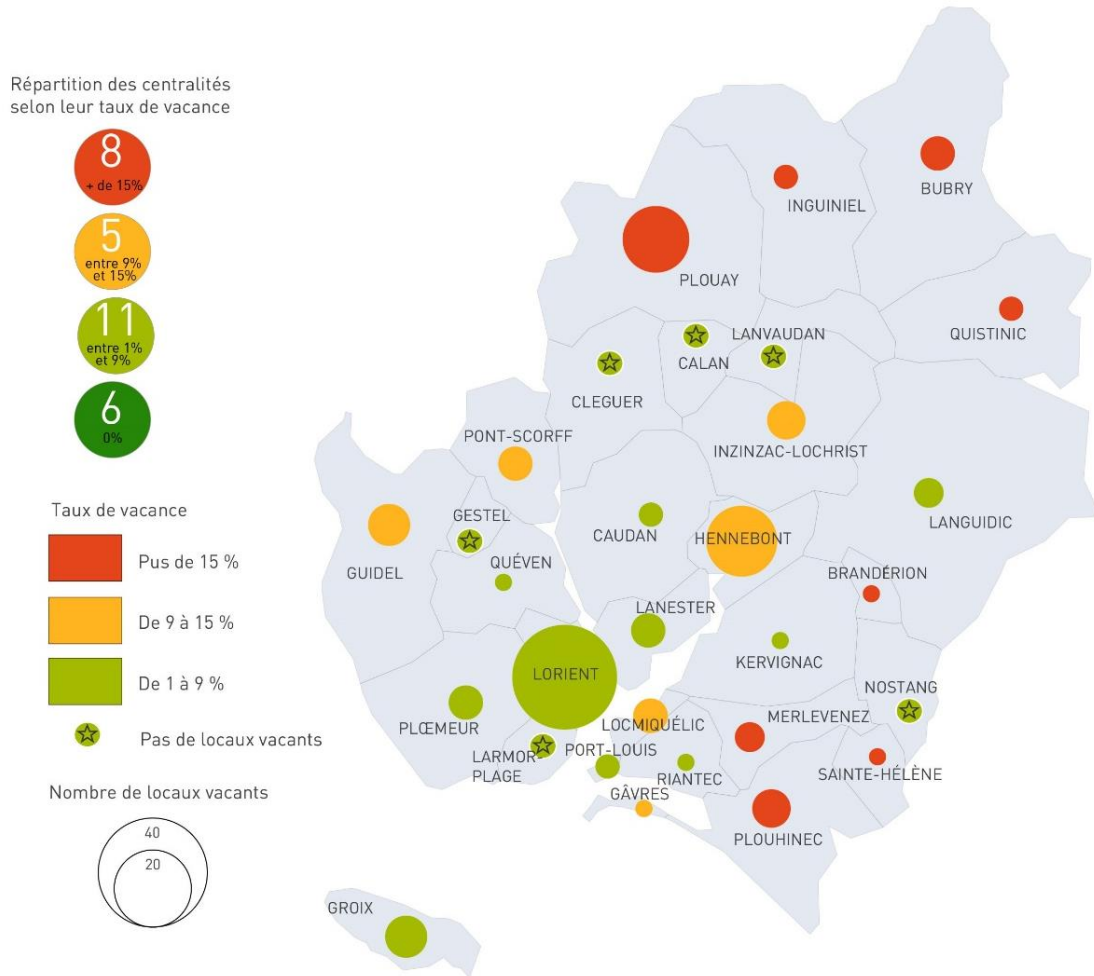 Répartition des centralités
selon leur taux de vacance
8
+ de 15%
5
entre 9%
et 15%
11
entre 1%
et 9%
6
0%
Taux de vacance
Pus de 15 %
De 9 à 15 %
De 1 à 9 %
Pas de locaux vacants
Nombre de locaux vacants
40
20
BUBRY
INGUINIEL
PLOUAY
QUISTINIC
LANVAUDAN
CALAN
CLEGUER
PONT-SCORFF
INZINZAC-LOCHRIST
LANGUIDIC
GESTEL
CAUDAN
HENNEBONT
GUIDEL
QUÉVEN
BRANDÉRION
LANESTER
KERVIGNAC
LORIENT
NOSTANG
PLŒMEUR
LOCMIQUÉLIC
MERLEVENEZ
LARMOR-
PLAGE
PORT-LOUIS
RIANTEC
SAINTE-HÉLÈNE
GÂVRES
PLOUHINEC
GROIX